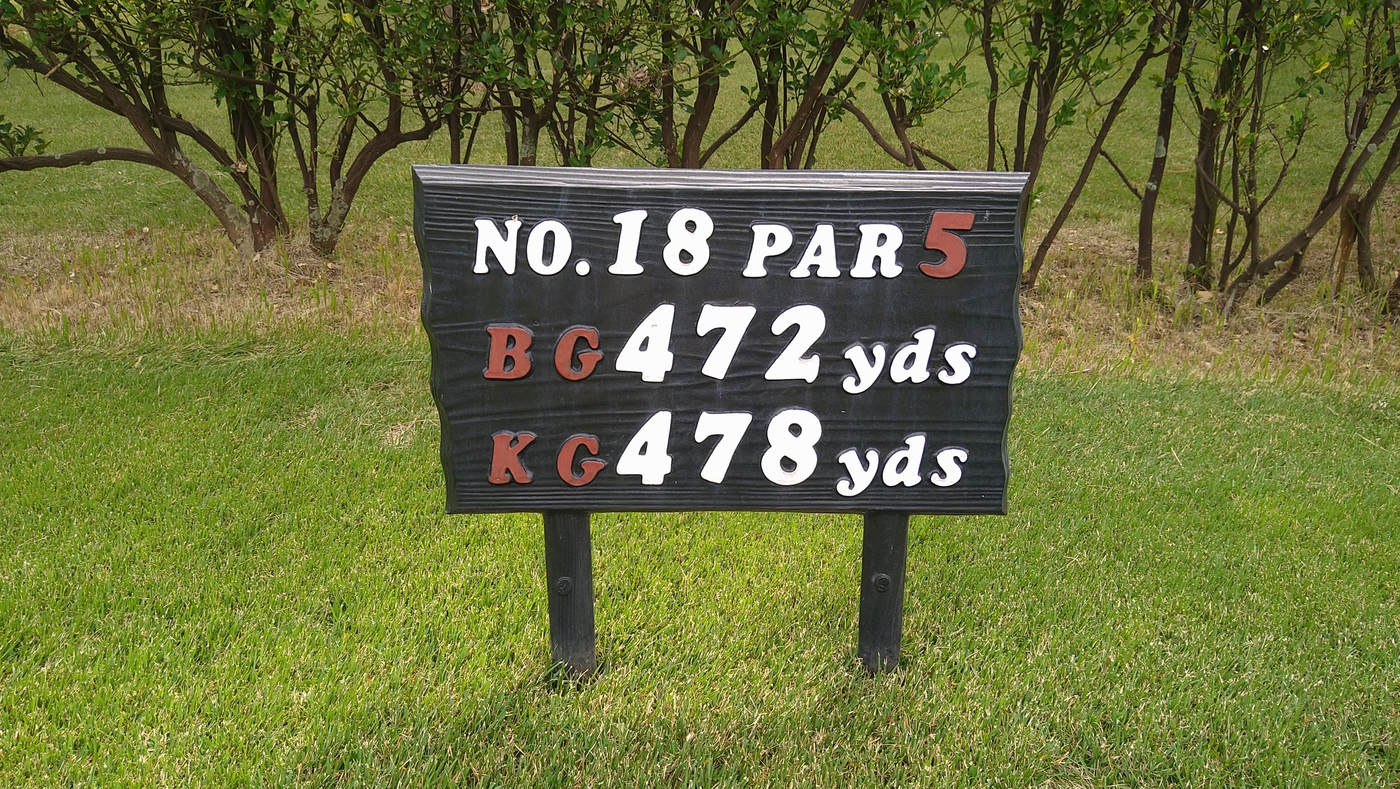 NO.18 PAR 5
BG 472 yds
KG 478 yds